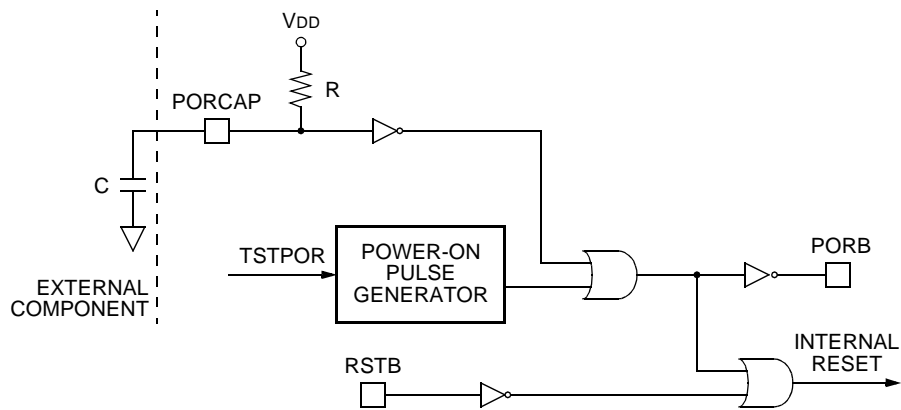 VDD
R
PORCAP
C
EXTERNAL
COMPONENT
TSTPOR
POWER-ON
PULSE
GENERATOR
PORB
INTERNAL
RESET
RSTB